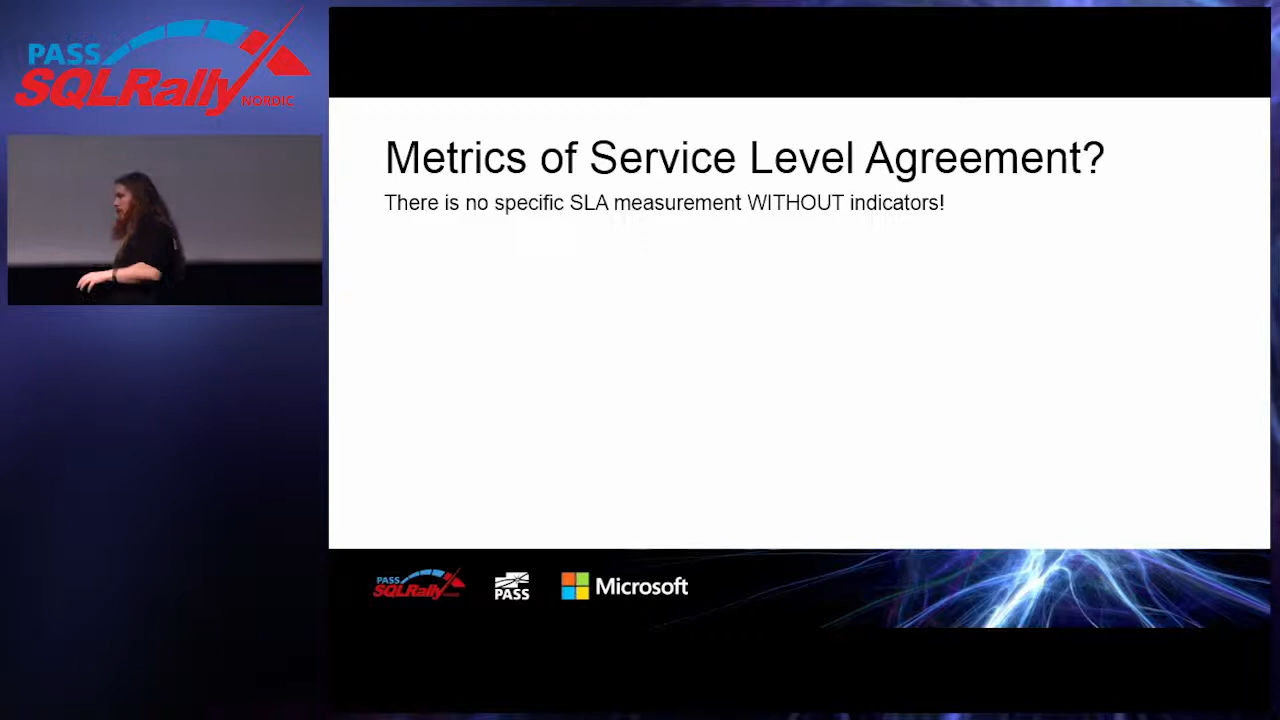 PASS
SQLRally
NORDIC
Metrics of Service Level Agreement?
There is no specific SLA measurement WITHOUT indicators!
PASS
SQLRally
PASS
Microsoft